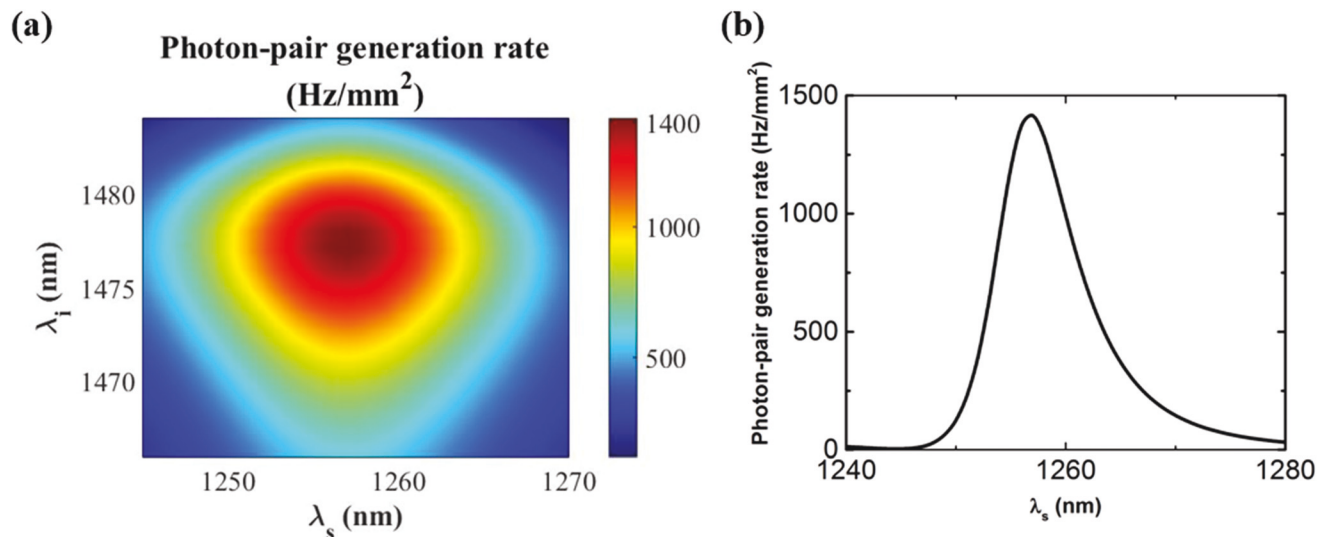 (a)
Photon-pair generation rate
(Hz/mm²)
λᵢ (nm)
1480
1475
1470
1250
1260
1270
λₛ (nm)
1400
1000
500
(b)
Photon-pair generation rate (Hz/mm²)
1500
1000
500
0
1240
1260
1280
λₛ (nm)